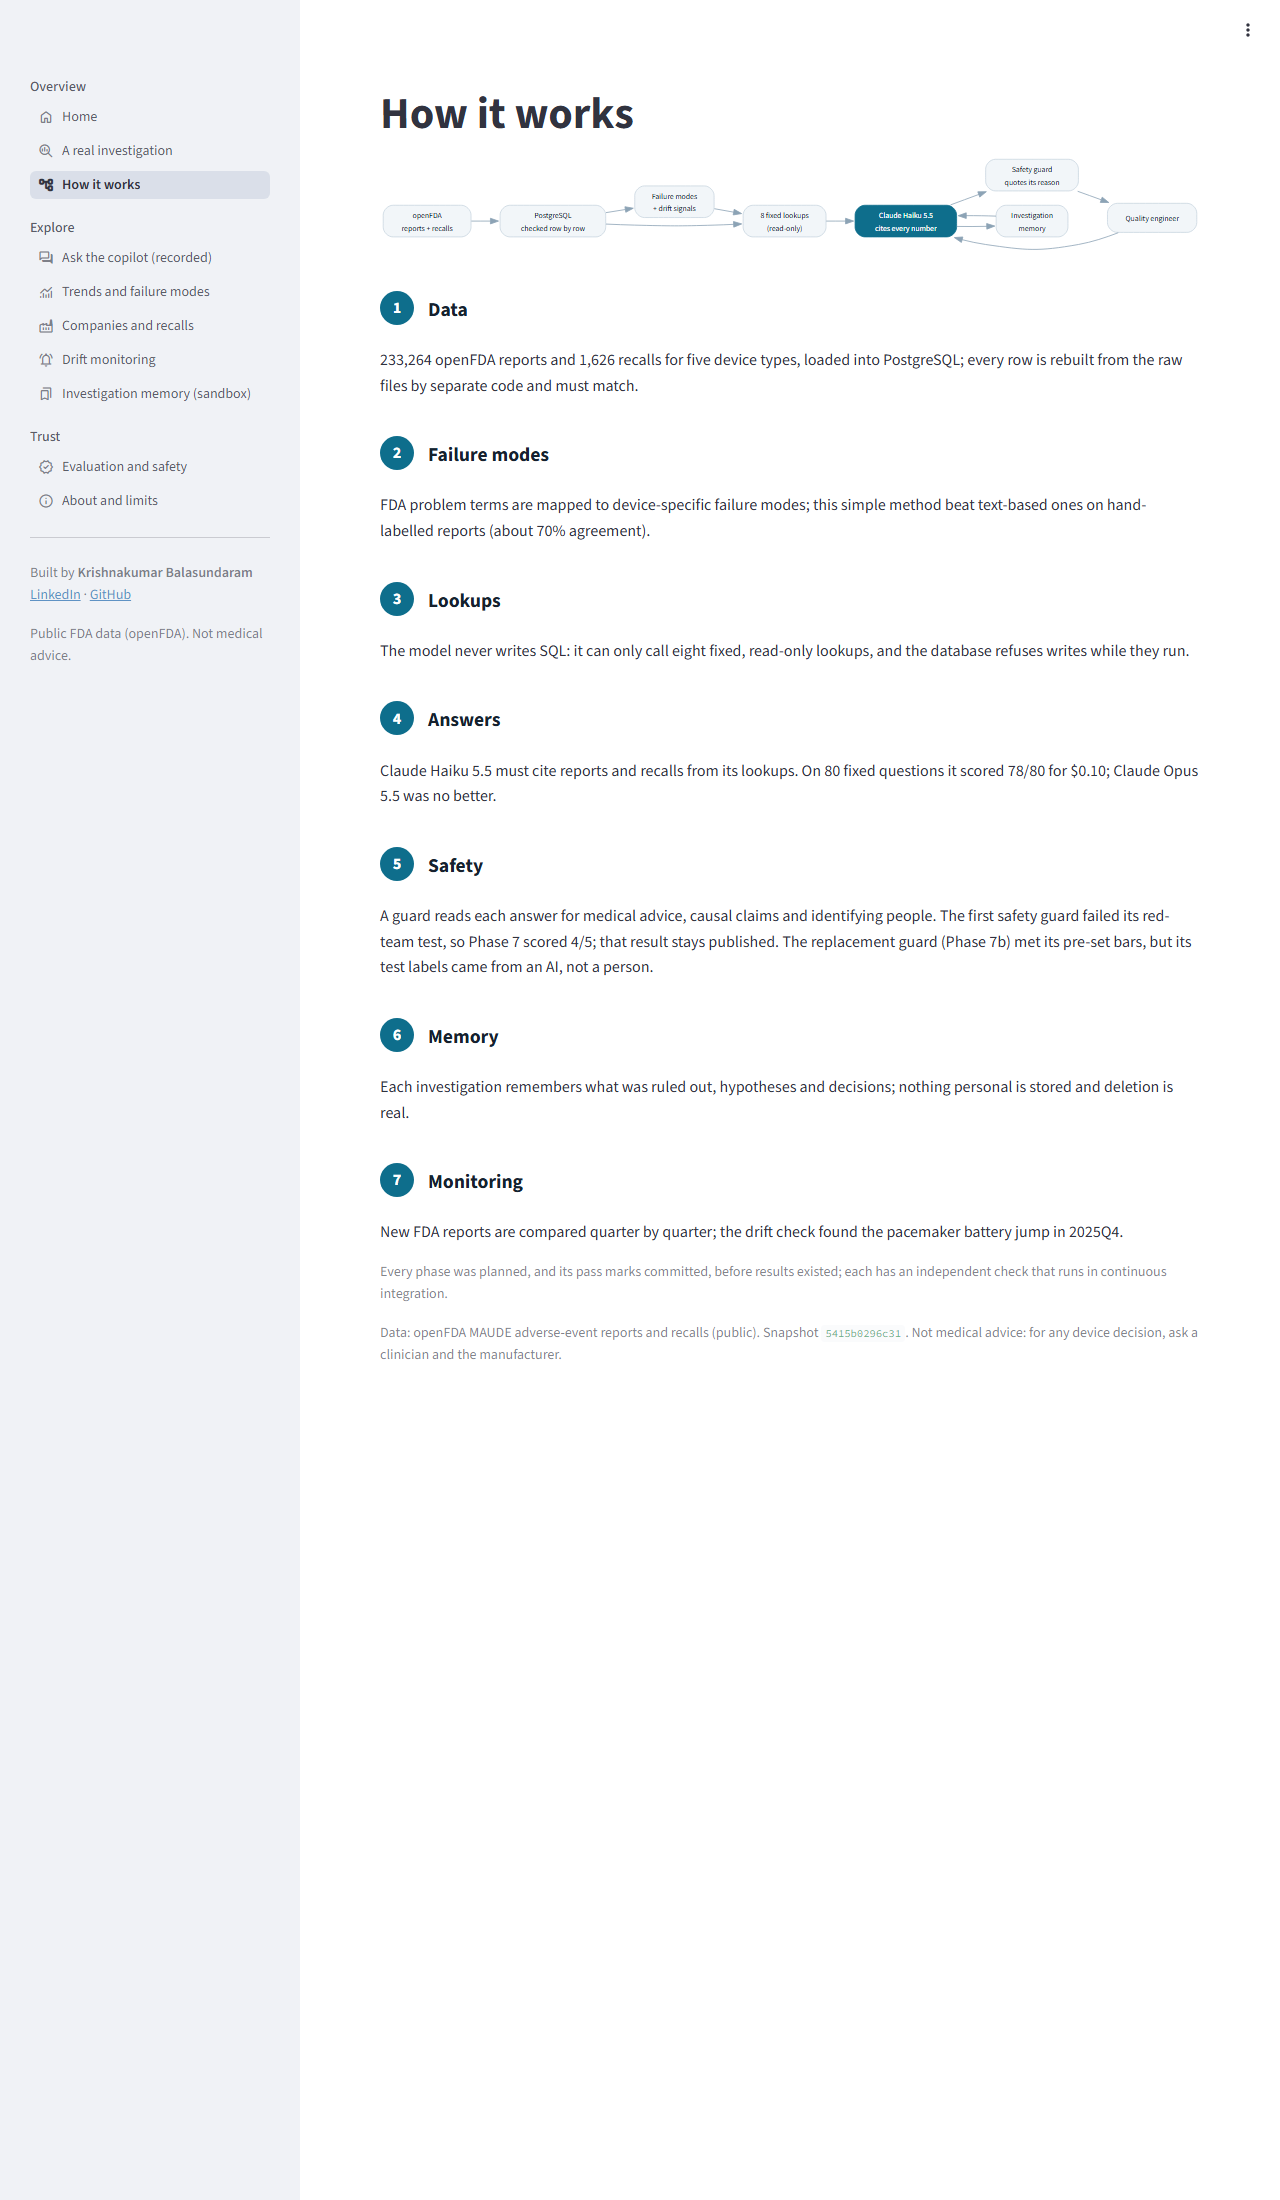 Overview
Home
A real investigation
How it works
Explore
Ask the copilot (recorded)
Trends and failure modes
Companies and recalls
Drift monitoring
Investigation memory (sandbox)
Trust
Evaluation and safety
About and limits
Built by Krishnakumar Balasundaram
LinkedIn · GitHub
Public FDA data (openFDA). Not medical
advice.
How it works
openFDA
reports + recalls
PostgreSQL
checked row by row
Failure modes
+ drift signals
8 fixed lookups
(read-only)
Claude Haiku 5.5
cites every number
Safety guard
quotes its reason
Investigation
memory
Quality engineer
1 Data
233,264 openFDA reports and 1,626 recalls for five device types, loaded into PostgreSQL; every row is rebuilt from the raw
files by separate code and must match.
2 Failure modes
FDA problem terms are mapped to device-specific failure modes; this simple method beat text-based ones on hand-
labelled reports (about 70% agreement).
3 Lookups
The model never writes SQL: it can only call eight fixed, read-only lookups, and the database refuses writes while they run.
4 Answers
Claude Haiku 5.5 must cite reports and recalls from its lookups. On 80 fixed questions it scored 78/80 for $0.10; Claude Opus
5.5 was no better.
5 Safety
A guard reads each answer for medical advice, causal claims and identifying people. The first safety guard failed its red-
team test, so Phase 7 scored 4/5; that result stays published. The replacement guard (Phase 7b) met its pre-set bars, but its
test labels came from an AI, not a person.
6 Memory
Each investigation remembers what was ruled out, hypotheses and decisions; nothing personal is stored and deletion is
real.
7 Monitoring
New FDA reports are compared quarter by quarter; the drift check found the pacemaker battery jump in 2025Q4.
Every phase was planned, and its pass marks committed, before results existed; each has an independent check that runs in continuous
integration.
Data: openFDA MAUDE adverse-event reports and recalls (public). Snapshot 5415b0296c31 . Not medical advice: for any device decision, ask a
clinician and the manufacturer.